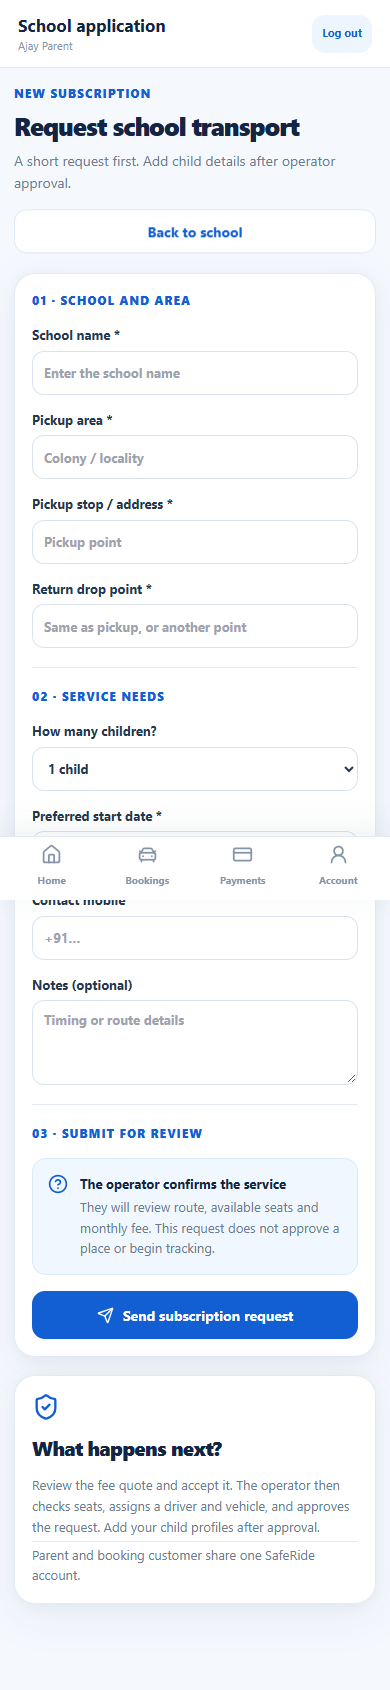 School application
Ajay Parent
Log out
NEW SUBSCRIPTION
Request school transport
A short request first. Add child details after operator
approval.
Back to school
01 · SCHOOL AND AREA
School name *
Enter the school name
Pickup area *
Colony / locality
Pickup stop / address *
Pickup point
Return drop point *
Same as pickup, or another point
02 · SERVICE NEEDS
How many children?
1 child
Preferred start date *
Home
Bookings
Payments
Account
Contact mobile
+91...
Notes (optional)
Timing or route details
03 · SUBMIT FOR REVIEW
The operator confirms the service
They will review route, available seats and
monthly fee. This request does not approve a
place or begin tracking.
Send subscription request
What happens next?
Review the fee quote and accept it. The operator then
checks seats, assigns a driver and vehicle, and approves
the request. Add your child profiles after approval.
Parent and booking customer share one SafeRide
account.